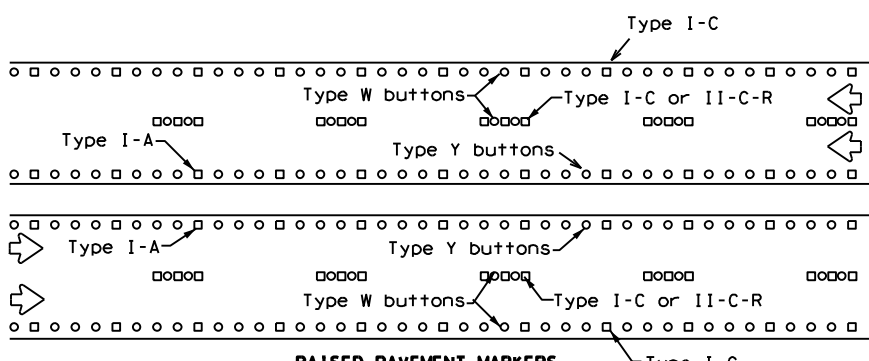 Type I-C
Type W buttons
Type I-C or II-C-R
Type I-A
Type Y buttons
Type I-A
Type Y buttons
Type W buttons
Type I-C or II-C-R
RAISED PAVEMENT MARKERS
Type I-C